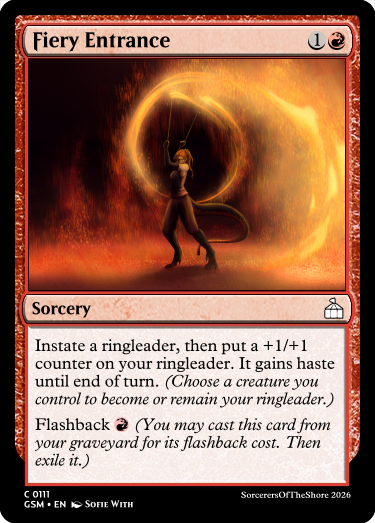 Fiery Entrance
1
Sorcery
Instate a ringleader, then put a +1/+1
counter on your ringleader. It gains haste
until end of turn. (Choose a creature you
control to become or remain your ringleader.)
Flashback (You may cast this card from
your graveyard for its flashback cost. Then
exile it.)
C 0111
GSM • EN Sofie With
SorcerersOfTheShore 2026